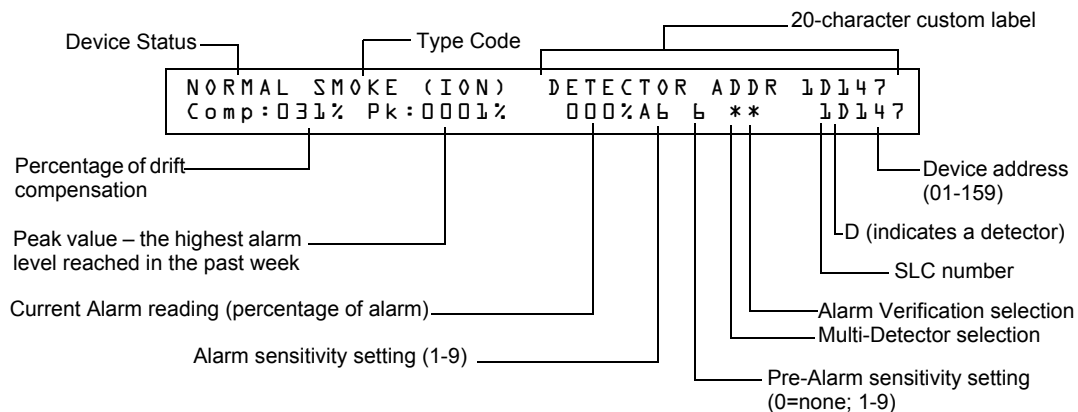 20-character custom label
Device Status
Type Code
NORMAL SMOKE (ION) DETECTOR ADDR 1D147
Comp:031% Pk:0001% 000%A6 6 ** 1D147
Percentage of drift
compensation
Device address
(01-159)
Peak value – the highest alarm
level reached in the past week
D (indicates a detector)
SLC number
Current Alarm reading (percentage of alarm)
Alarm Verification selection
Multi-Detector selection
Alarm sensitivity setting (1-9)
Pre-Alarm sensitivity setting
(0=none; 1-9)